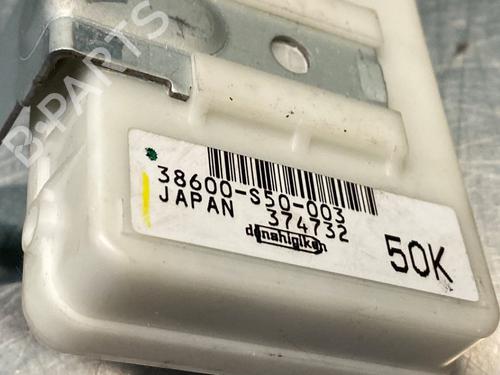 B-PARTS
38600-S50-003
JAPAN 374732
denshigiken
50K